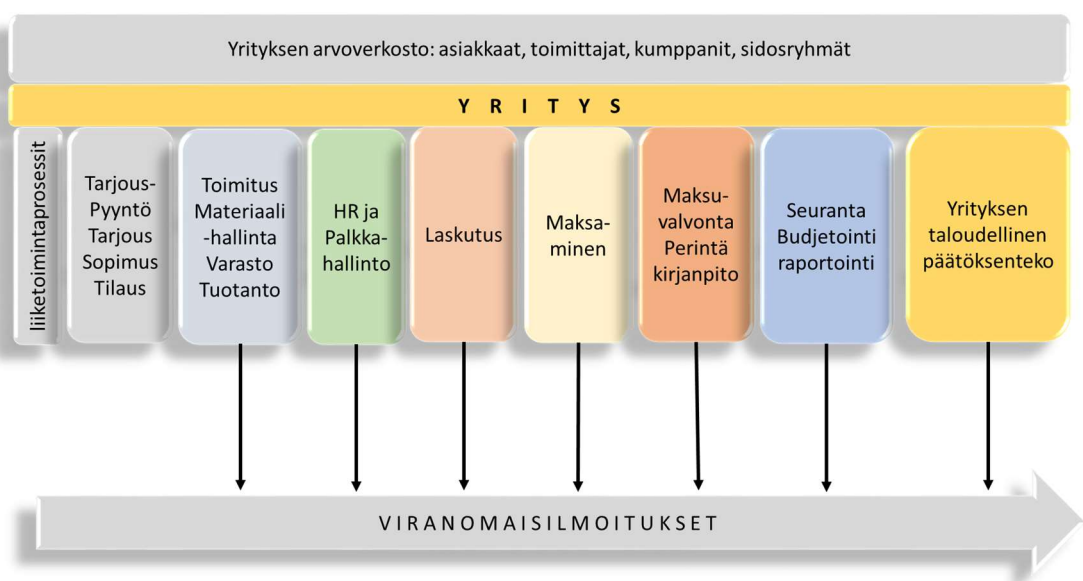 Yrityksen arvoverkosto: asiakkaat, toimittajat, kumppanit, sidosryhmät
Y R I T Y S
liiketoimintaprosessit
Tarjous-
Pyyntö
Tarjous
Sopimus
Tilaus
Toimitus
Materiaali
-hallinta
Varasto
Tuotanto
HR ja
Palkka-
hallinto
Laskutus
Maksa-
minen
Maksu-
valvonta
Perintä
kirjanpito
Seuranta
Budjetointi
raportointi
Yrityksen
taloudellinen
päätöksenteko
VIRANOMAISILMOITUKSET